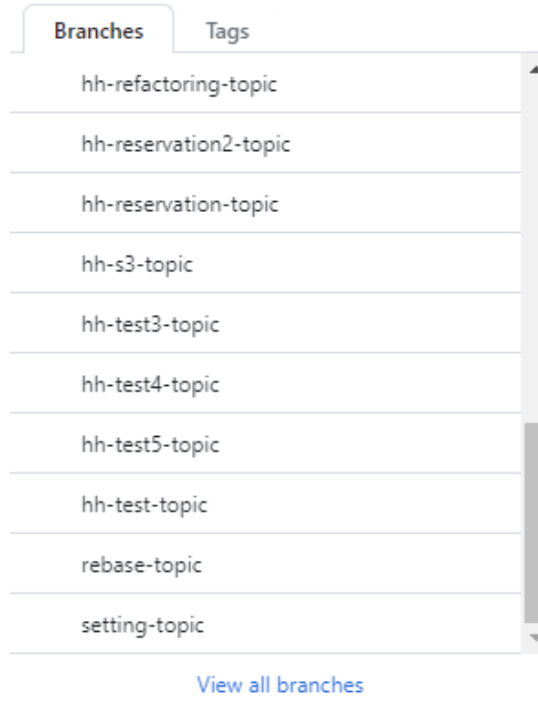 Branches Tags
hh-refactoring-topic
hh-reservation2-topic
hh-reservation-topic
hh-s3-topic
hh-test3-topic
hh-test4-topic
hh-test5-topic
hh-test-topic
rebase-topic
setting-topic
View all branches